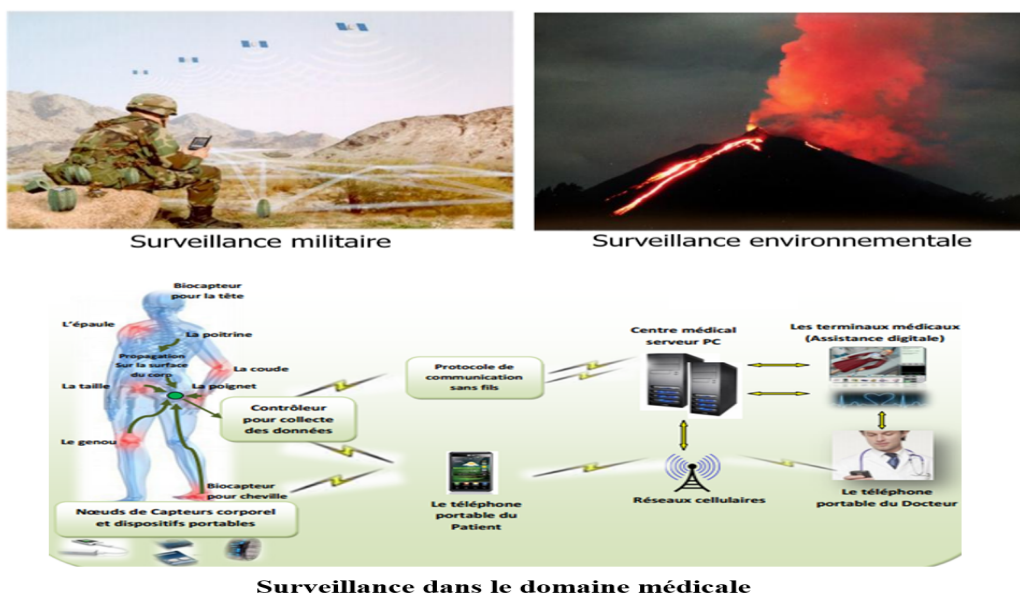 Surveillance militaire
Surveillance environnementale
Biocapteur
pour la tête
L'épaule
La poitrine
Propagation
Sur la surface
du corp
La coude
La taille
La poignet
Contrôleur
pour collecte
des données
Le genou
Biocapteur
pour cheville
Nœuds de Capteurs corporel
et dispositifs portables
Protocole de
communication
sans fils
Le téléphone
portable du
Patient
Centre médical
serveur PC
Réseaux cellulaires
Les terminaux médicaux
(Assistance digitale)
Le téléphone
portable du Docteur
Surveillance dans le domaine médicale